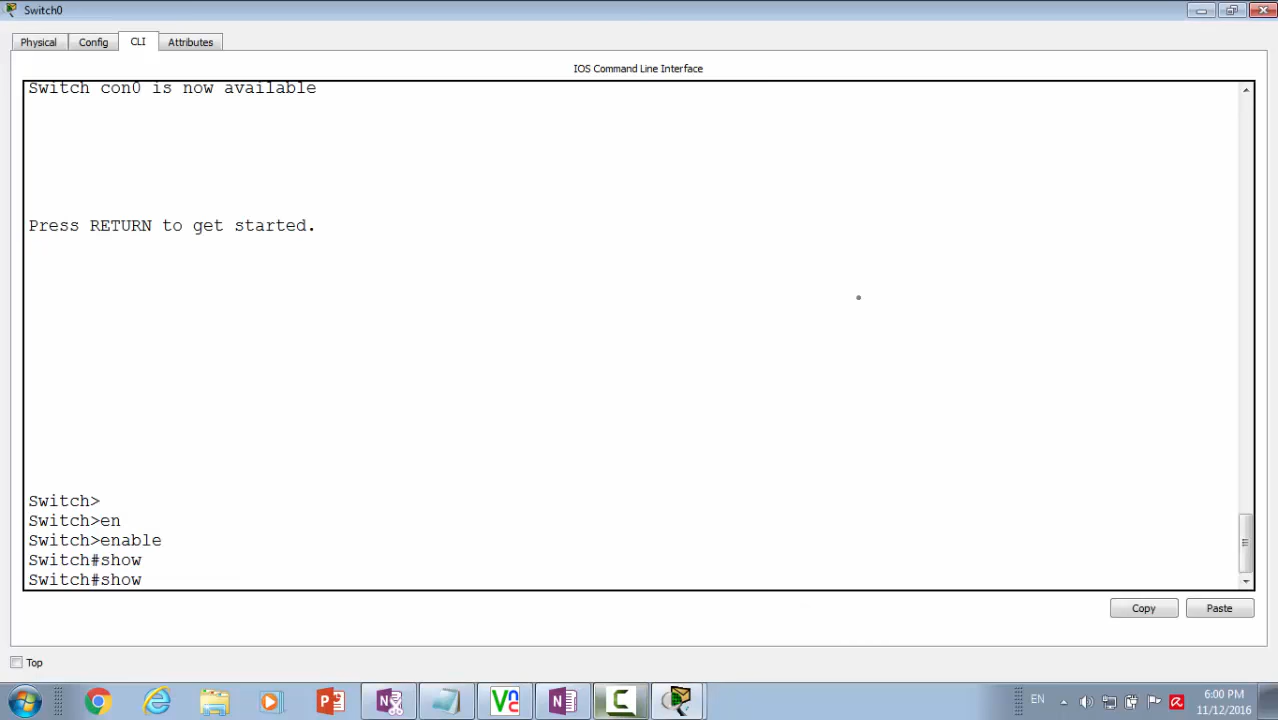 Switch0
Physical Config CLI Attributes
IOS Command Line Interface
Switch con0 is now available
Press RETURN to get started.
Switch>
Switch>en
Switch>enable
Switch#show
Switch#show
Copy Paste
Top
EN 6:00 PM
11/12/2016